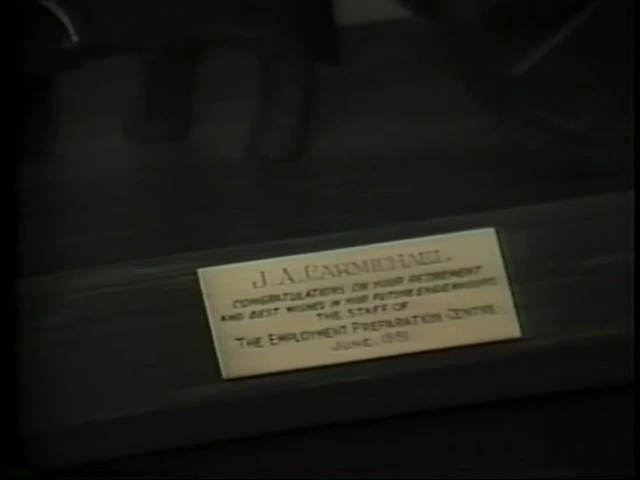 J. A. CARMICHAEL
CONGRATULATIONS ON YOUR RETIREMENT
AND BEST WISHES IN YOUR FUTURE ENDEAVOURS
THE STAFF OF
THE EMPLOYMENT PREPARATION CENTRE
JUNE, 1981